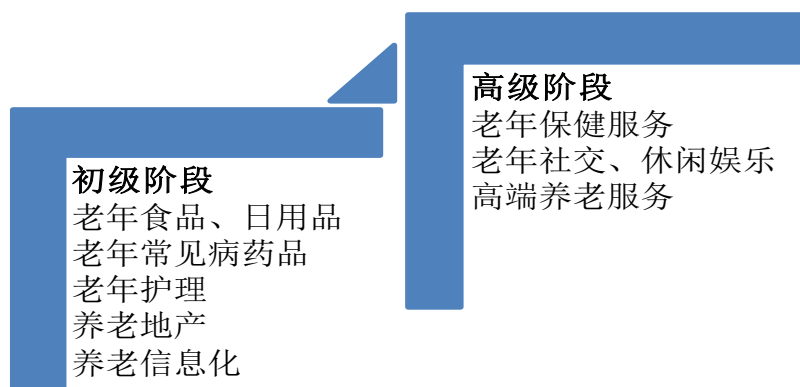 初级阶段
老年食品、日用品
老年常见病药品
老年护理
养老地产
养老信息化
高级阶段
老年保健服务
老年社交、休闲娱乐
高端养老服务